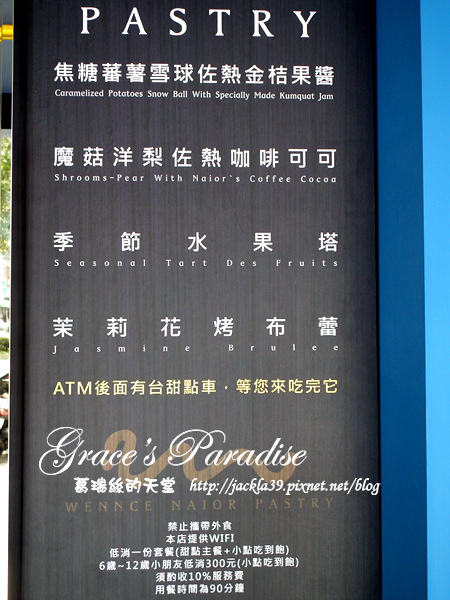 PASTRY
焦糖蕃薯雪球佐熱金桔果醬
Caramelized Potatoes Snow Ball With Specially Made Kumquat Jam
魔菇洋梨佐熱咖啡可可
Shrooms-Pear With Naior`s Coffee Cocoa
季節水果塔
Seasonal Tart Des Fruits
茉莉花烤布蕾
Jasmine Brulee
ATM後面有台甜點車，等您來吃完它
Grace's Paradise
葛瑞絲的天堂 http://jackla39.pixnet.net/blog
WENNCE NAIOR PASTRY
禁止攜帶外食
本店提供WIFI
低消一份套餐(甜點主餐+小點吃到飽)
6歲~12歲小朋友低消300元(小點吃到飽)
須酌收10%服務費
用餐時間為90分鐘